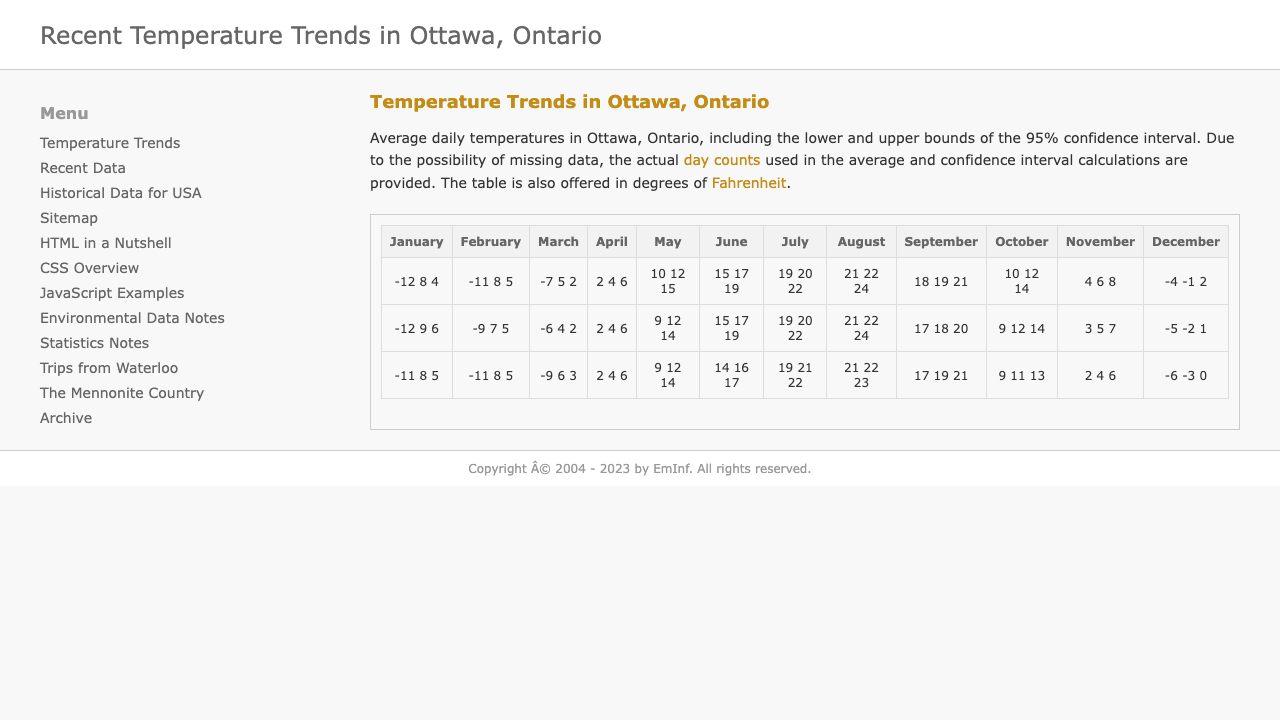 Recent Temperature Trends in Ottawa, Ontario
Menu
Temperature Trends
Recent Data
Historical Data for USA
Sitemap
HTML in a Nutshell
CSS Overview
JavaScript Examples
Environmental Data Notes
Statistics Notes
Trips from Waterloo
The Mennonite Country
Archive
Temperature Trends in Ottawa, Ontario
Average daily temperatures in Ottawa, Ontario, including the lower and upper bounds of the 95% confidence interval. Due
to the possibility of missing data, the actual day counts used in the average and confidence interval calculations are
provided. The table is also offered in degrees of Fahrenheit.
January February March April May June July August September October November December
-12 8 4 -11 8 5 -7 5 2 2 4 6 10 12 15 15 17 19 19 20 22 21 22 24 18 19 21 10 12 14 4 6 8 -4 -1 2
-12 9 6 -9 7 5 -6 4 2 2 4 6 9 12 14 15 17 19 19 20 22 21 22 24 17 18 20 9 12 14 3 5 7 -5 -2 1
-11 8 5 -11 8 5 -9 6 3 2 4 6 9 12 14 14 16 17 19 21 22 21 22 23 17 19 21 9 11 13 2 4 6 -6 -3 0
Copyright Â© 2004 - 2023 by EmInf. All rights reserved.